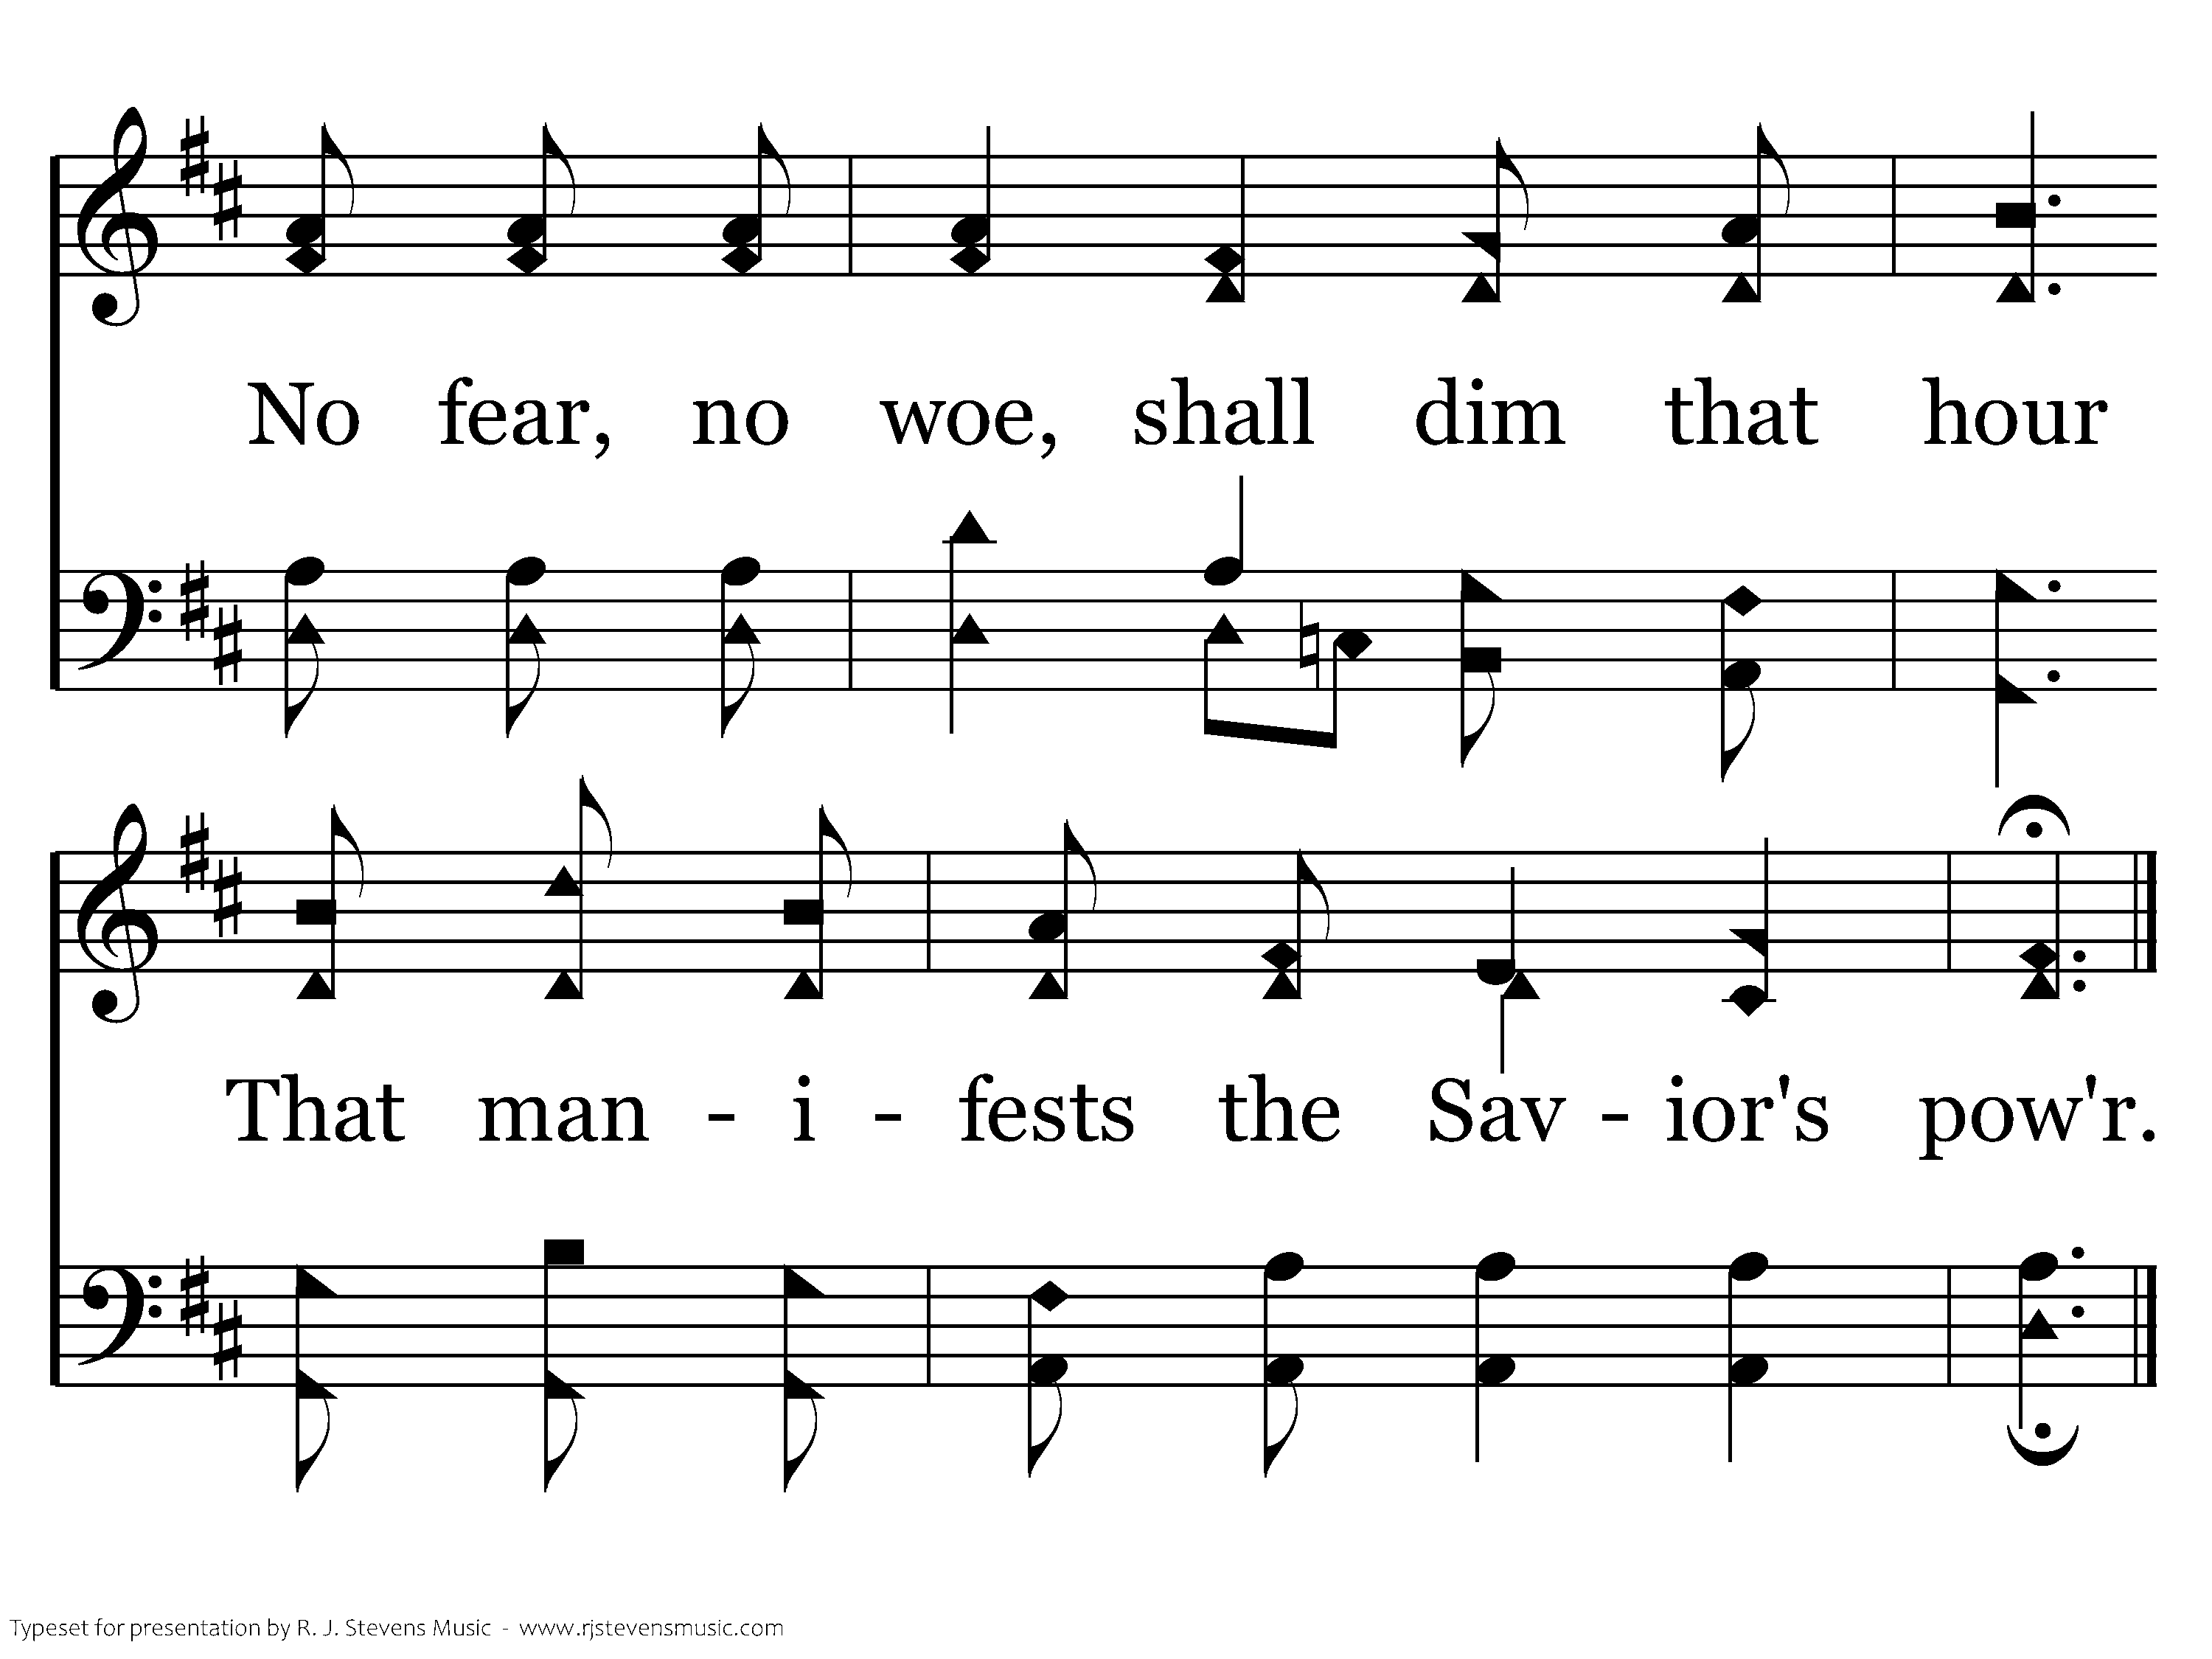 No fear, no woe, shall dim that hour
That man - i - fests the Sav - ior's pow'r.
Typeset for presentation by R. J. Stevens Music - www.rjstevensmusic.com